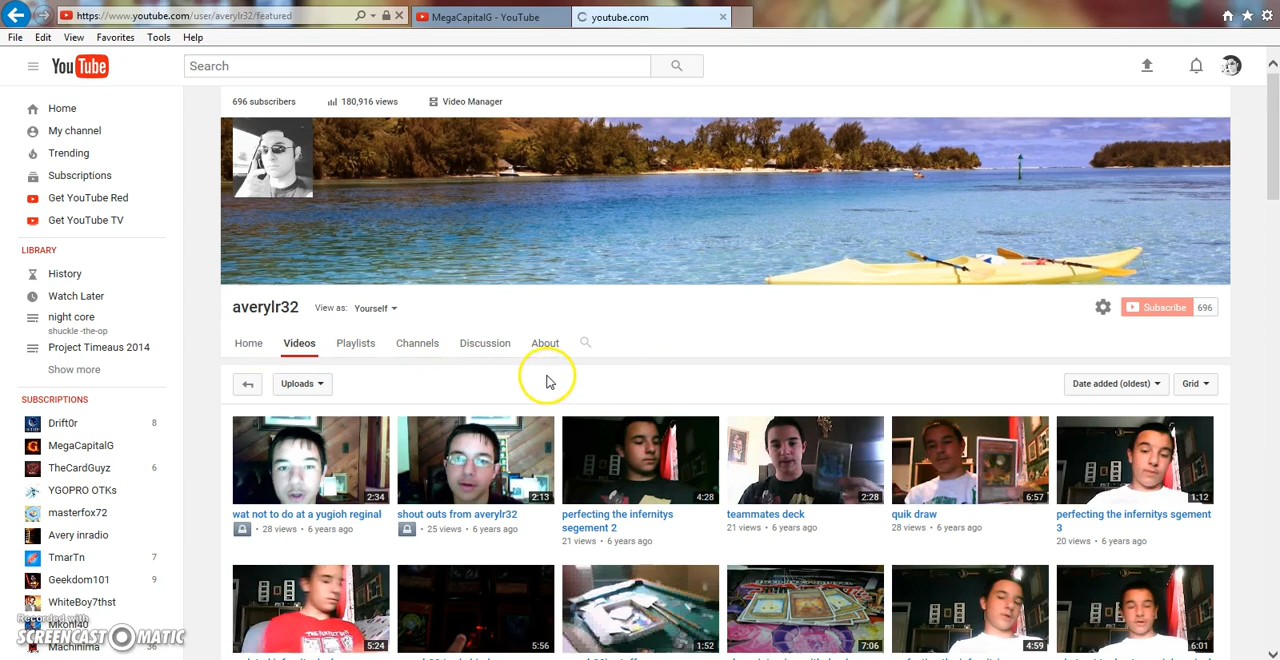 https://www.youtube.com/user/averylr32/featured
MegaCapitalG - YouTube
youtube.com
File Edit View Favorites Tools Help
YouTube
Search
Home
My channel
Trending
Subscriptions
Get YouTube Red
Get YouTube TV
LIBRARY
History
Watch Later
night core
shuckle -the-op
Project Timeaus 2014
Show more
SUBSCRIPTIONS
Drift0r 8
MegaCapitalG
TheCardGuyz 6
YGOPRO OTKs
masterfox72
Avery inradio
TmarTn 7
Geekdom101 9
WhiteBoy7thst
Mkohl40
Machinima 36
Recorded with
SCREENCAST MATIC
696 subscribers 180,916 views Video Manager
averylr32 View as: Yourself
Subscribe 696
Home Videos Playlists Channels Discussion About
Uploads Date added (oldest) Grid
2:34 2:13 4:28 2:28 6:57 1:12
wat not to do at a yugioh reginal
28 views • 6 years ago
shout outs from averylr32
25 views • 6 years ago
perfecting the infernitys
segement 2
21 views • 6 years ago
teammates deck
21 views • 6 years ago
quik draw
28 views • 6 years ago
perfecting the infernitys sgement
3
20 views • 6 years ago
5:24 5:56 1:52 7:06 4:59 6:01